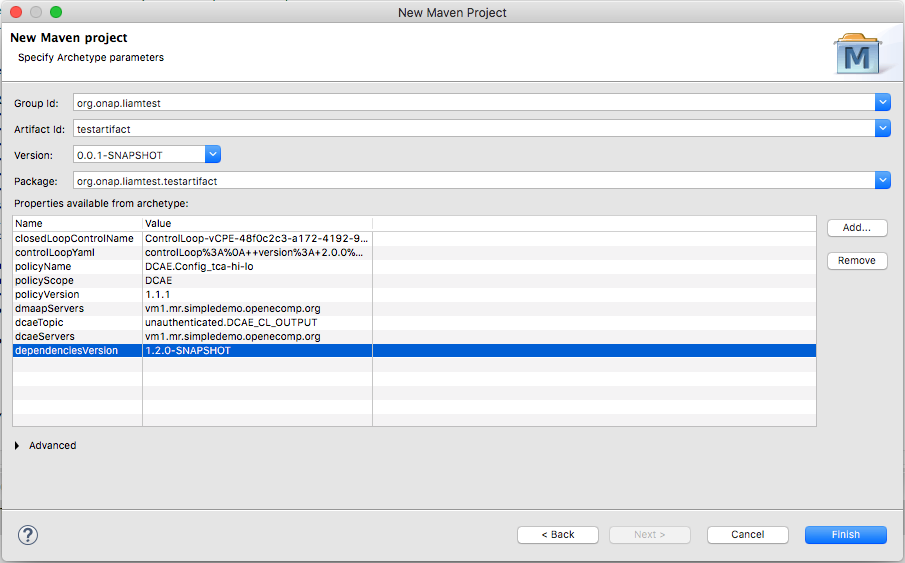 New Maven Project
New Maven project
Specify Archetype parameters
M
Group Id: org.onap.liamtest
Artifact Id: testartifact
Version: 0.0.1-SNAPSHOT
Package: org.onap.liamtest.testartifact
Properties available from archetype:
Name Value
closedLoopControlName ControlLoop-vCPE-48f0c2c3-a172-4192-9...
controlLoopYaml controlLoop%3A%0A++version%3A+2.0.0%...
policyName DCAE.Config_tca-hi-lo
policyScope DCAE
policyVersion 1.1.1
dmaapServers vm1.mr.simpledemo.openecomp.org
dcaeTopic unauthenticated.DCAE_CL_OUTPUT
dcaeServers vm1.mr.simpledemo.openecomp.org
dependenciesVersion 1.2.0-SNAPSHOT
Add...
Remove
Advanced
?
< Back Next > Cancel Finish